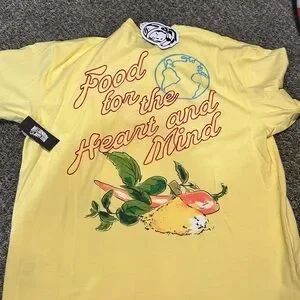 Food
for the
Heart and
Mind